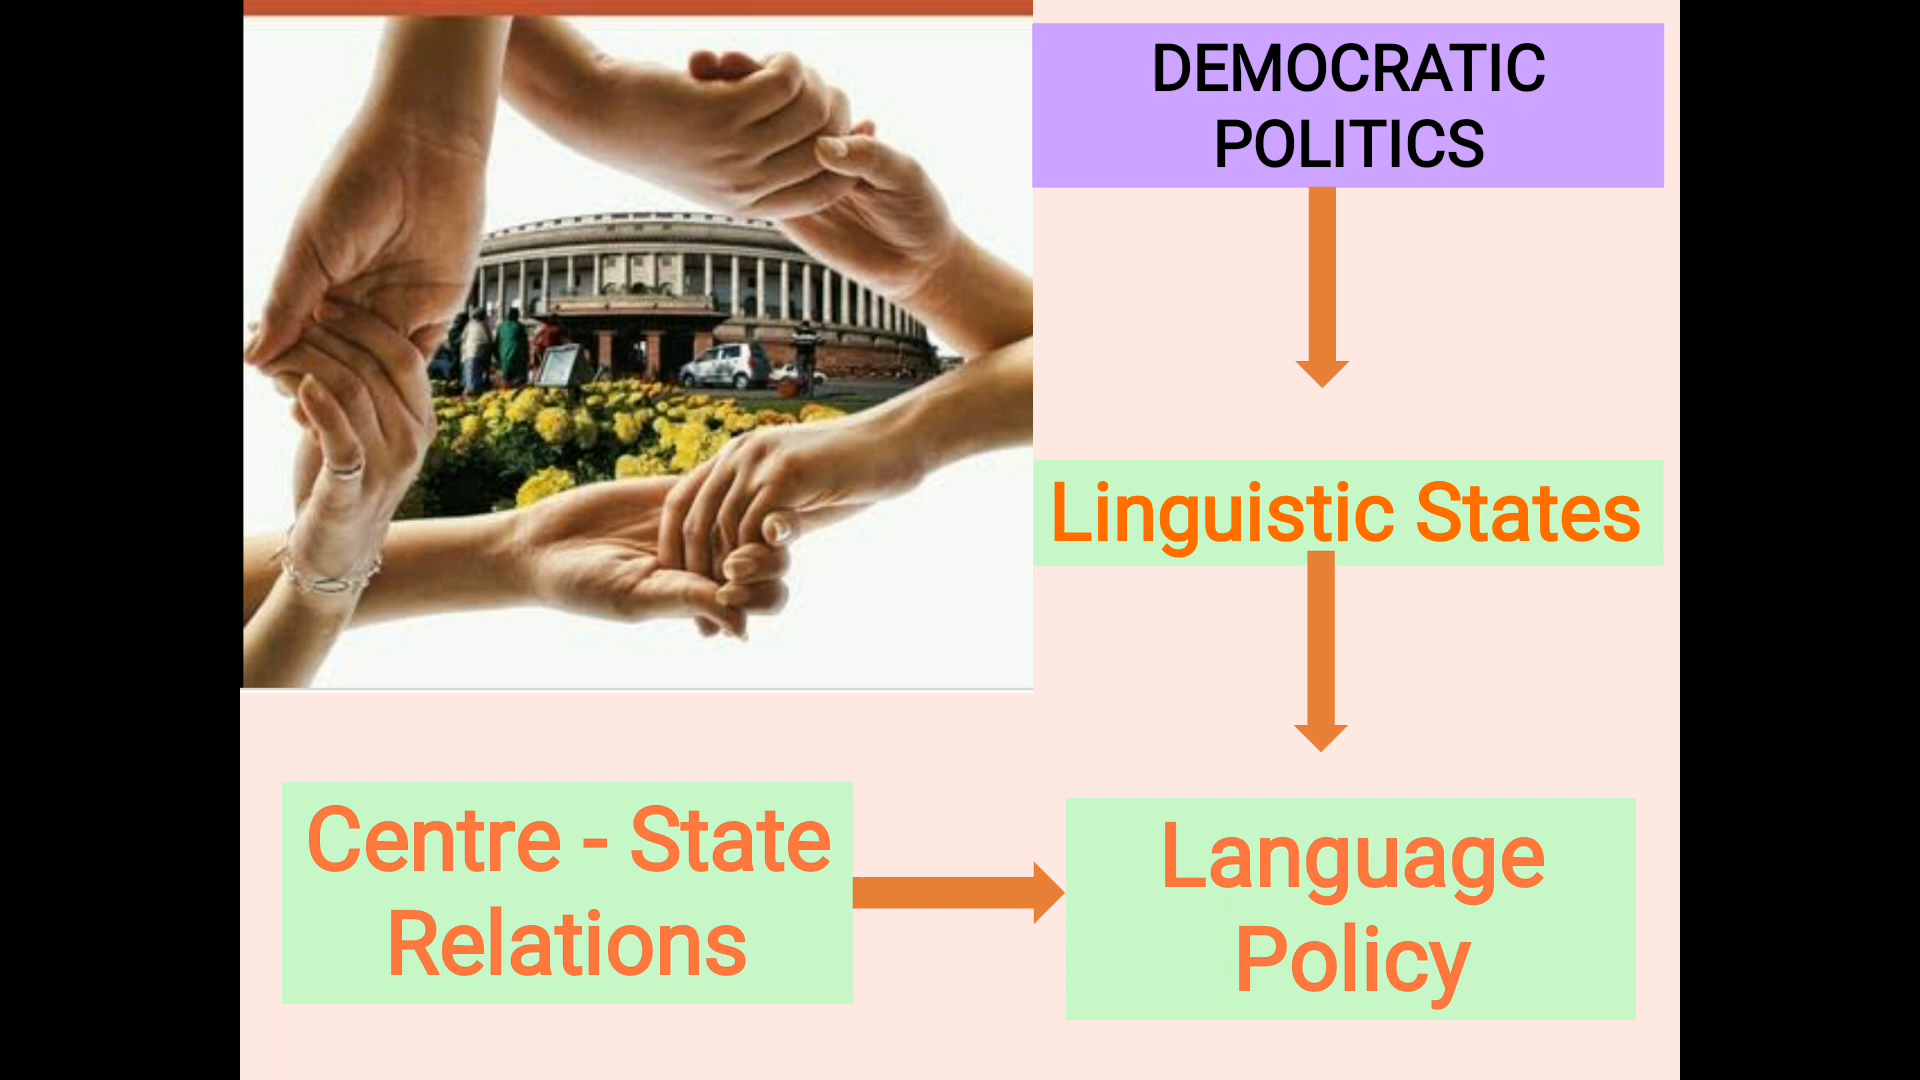 DEMOCRATIC
POLITICS
Linguistic States
Centre - State
Relations
Language
Policy